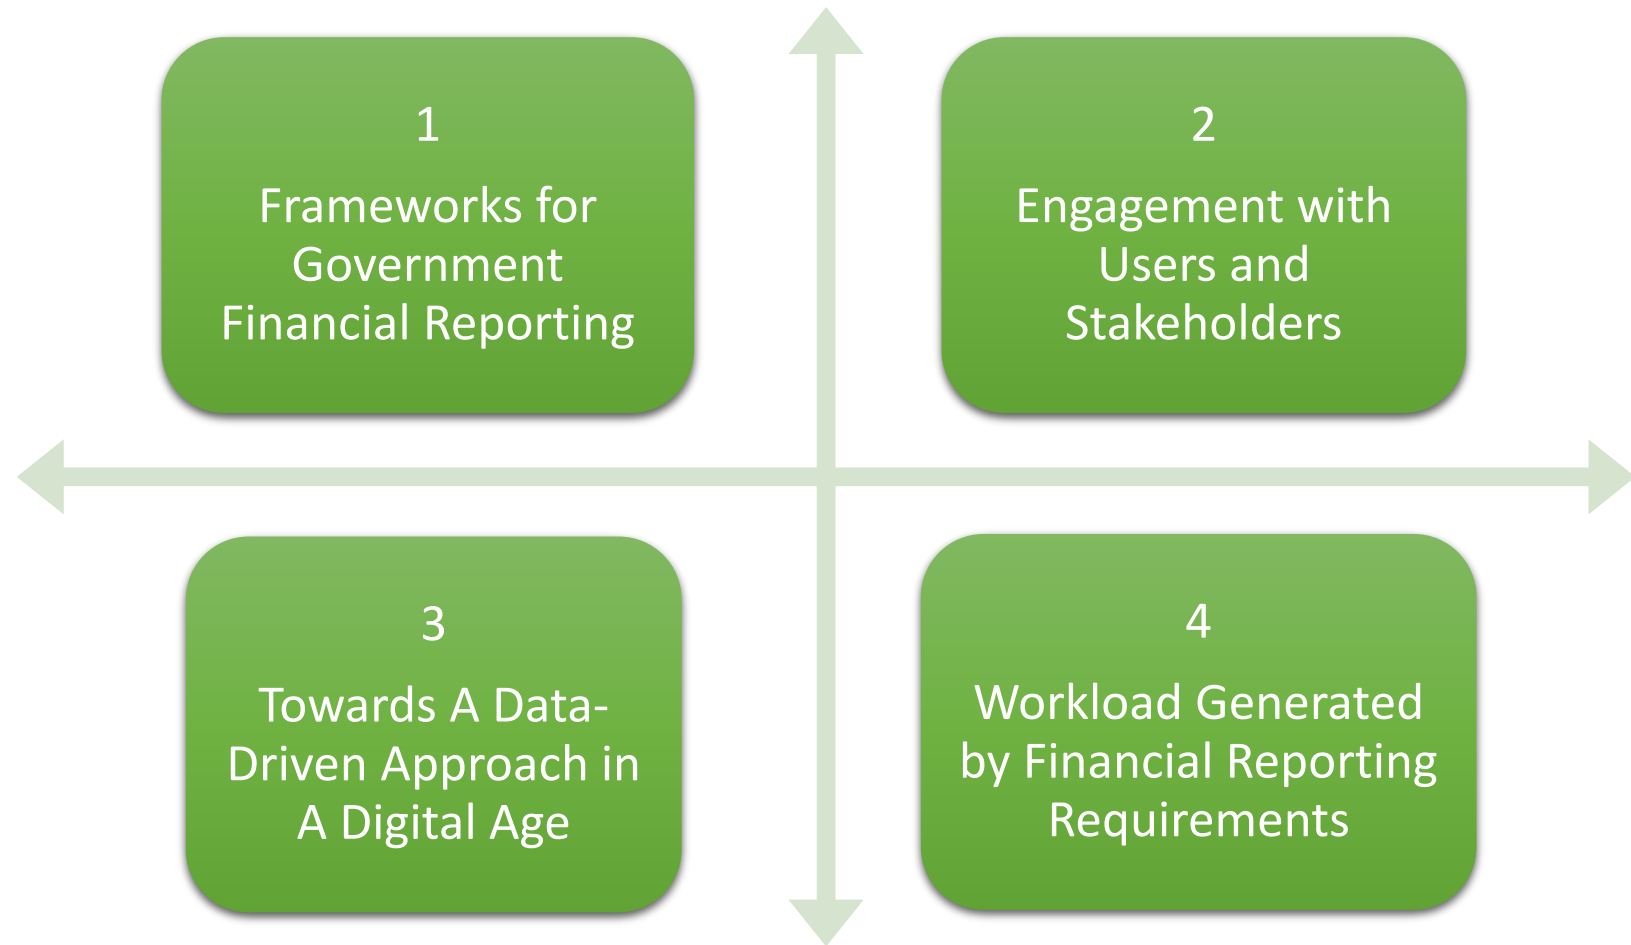 1
Frameworks for
Government
Financial Reporting
2
Engagement with
Users and
Stakeholders
3
Towards A Data-
Driven Approach in
A Digital Age
4
Workload Generated
by Financial Reporting
Requirements